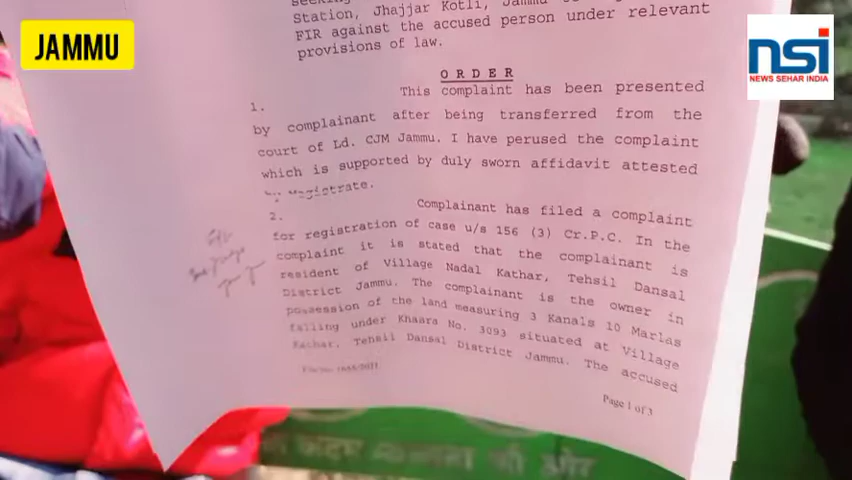 JAMMU
nsi
NEWS SEHAR INDIA
Station, Jhajjar Kotli, Jammu
FIR against the accused person under relevant
provisions of law.
ORDER
1. This complaint has been presented
by complainant after being transferred from the
court of Ld. CJM Jammu. I have perused the complaint
which is supported by duly sworn affidavit attested
by Magistrate.
2. Complainant has filed a complaint
for registration of case u/s 156 (3) Cr.P.C. In the
complaint it is stated that the complainant is
resident of Village Nadal Kathar, Tehsil Dansal
District Jammu. The complainant is the owner in
possession of the land measuring 3 Kanals 10 Marlas
falling under Khaara No. 3093 situated at Village
Kathar, Tehsil Dansal District Jammu. The accused
Page 1 of 3
की ओर